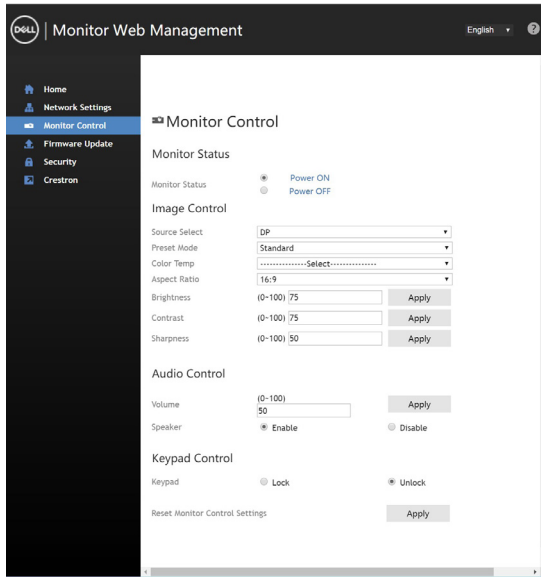 DELL | Monitor Web Management
English
?
Home
Network Settings
Monitor Control
Firmware Update
Security
Crestron
Monitor Control
Monitor Status
Monitor Status Power ON
Power OFF
Image Control
Source Select DP
Preset Mode Standard
Color Temp ---------------Select---------------
Aspect Ratio 16:9
Brightness (0~100) 75 Apply
Contrast (0~100) 75 Apply
Sharpness (0~100) 50 Apply
Audio Control
Volume (0~100) 50 Apply
Speaker Enable Disable
Keypad Control
Keypad Lock Unlock
Reset Monitor Control Settings Apply